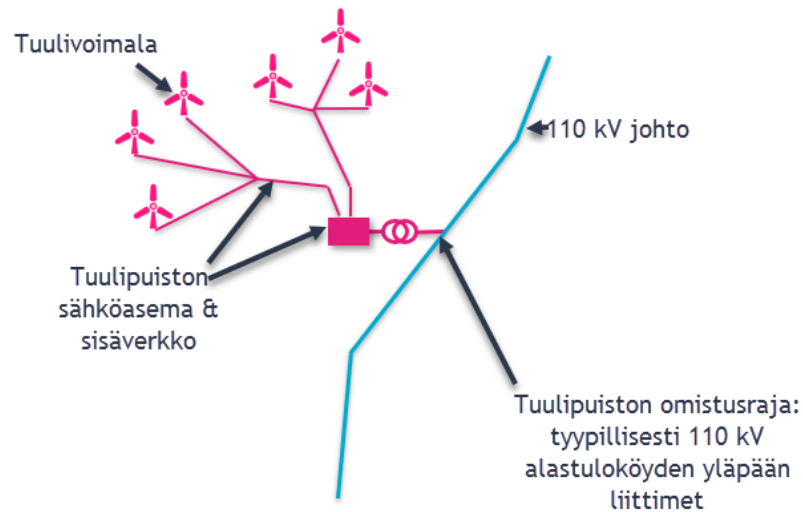 Tuulivoimala
110 kV johto
Tuulipuiston
sähköasema &
sisäverkko
Tuulipuiston omistusraja:
tyypillisesti 110 kV
alastuloköyden yläpään
liittimet